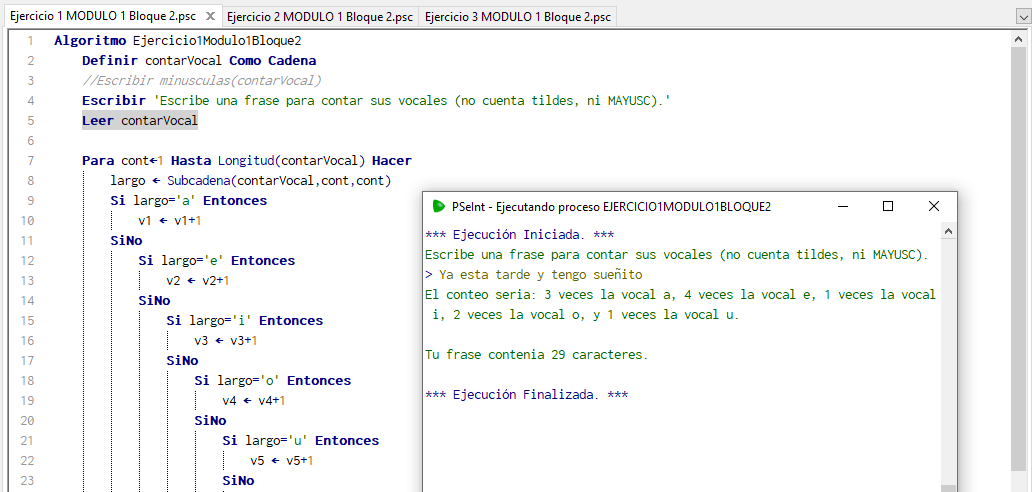 Ejercicio 1 MODULO 1 Bloque 2.psc X Ejercicio 2 MODULO 1 Bloque 2.psc Ejercicio 3 MODULO 1 Bloque 2.psc
1 Algoritmo Ejercicio1Modulo1Bloque2
2 Definir contarVocal Como Cadena
3 //Escribir minusculas(contarVocal)
4 Escribir 'Escribe una frase para contar sus vocales (no cuenta tildes, ni MAYUSC).'
5 Leer contarVocal
6
7 Para cont←1 Hasta Longitud(contarVocal) Hacer
8 largo ← Subcadena(contarVocal,cont,cont)
9 Si largo='a' Entonces
10 v1 ← v1+1
11 SiNo
12 Si largo='e' Entonces
13 v2 ← v2+1
14 SiNo
15 Si largo='i' Entonces
16 v3 ← v3+1
17 SiNo
18 Si largo='o' Entonces
19 v4 ← v4+1
20 SiNo
21 Si largo='u' Entonces
22 v5 ← v5+1
23 SiNo
PSeInt - Ejecutando proceso EJERCICIO1MODULO1BLOQUE2
*** Ejecución Iniciada. ***
Escribe una frase para contar sus vocales (no cuenta tildes, ni MAYUSC).
> Ya esta tarde y tengo sueñito
El conteo seria: 3 veces la vocal a, 4 veces la vocal e, 1 veces la vocal
i, 2 veces la vocal o, y 1 veces la vocal u.
Tu frase contenia 29 caracteres.
*** Ejecución Finalizada. ***